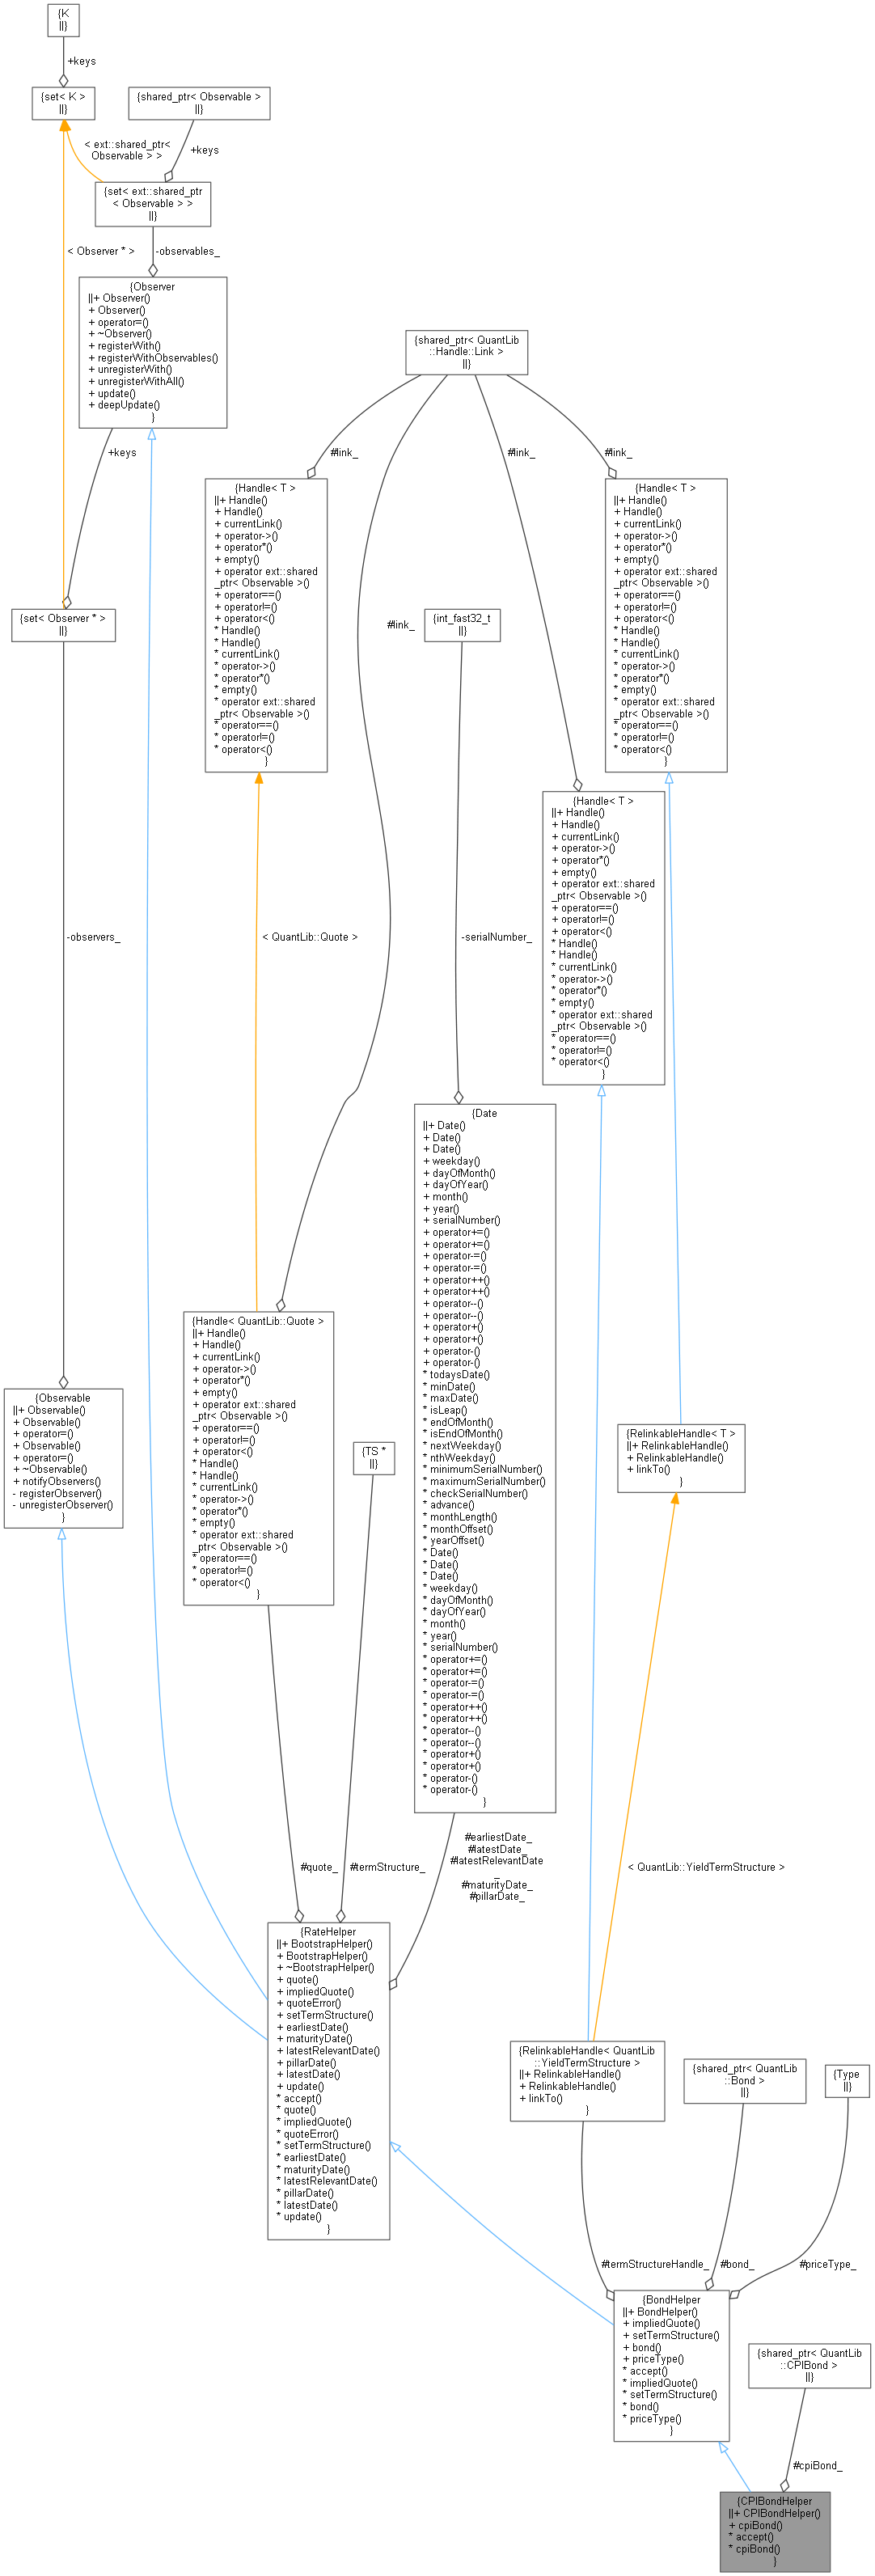 {K
||}
+keys
{set< K >
||}
{shared_ptr< Observable >
||}
< ext::shared_ptr<
Observable > >
+keys
{set< ext::shared_ptr
< Observable > >
||}
< Observer * >
-observables_
{Observer
||+ Observer()
+ Observer()
+ operator=()
+ ~Observer()
+ registerWith()
+ registerWithObservables()
+ unregisterWith()
+ unregisterWithAll()
+ update()
+ deepUpdate()
}
{shared_ptr< QuantLib
::Handle::Link >
||}
+keys
#link_
#link_
#link_
{Handle< T >
||+ Handle()
+ Handle()
+ currentLink()
+ operator->()
+ operator*()
+ empty()
+ operator ext::shared
_ptr< Observable >()
+ operator==()
+ operator!=()
+ operator<()
* Handle()
* Handle()
* currentLink()
* operator->()
* operator*()
* empty()
* operator ext::shared
_ptr< Observable >()
* operator==()
* operator!=()
* operator<()
}
{Handle< T >
||+ Handle()
+ Handle()
+ currentLink()
+ operator->()
+ operator*()
+ empty()
+ operator ext::shared
_ptr< Observable >()
+ operator==()
+ operator!=()
+ operator<()
* Handle()
* Handle()
* currentLink()
* operator->()
* operator*()
* empty()
* operator ext::shared
_ptr< Observable >()
* operator==()
* operator!=()
* operator<()
}
{set< Observer * >
||}
#link_
{int_fast32_t
||}
{Handle< T >
||+ Handle()
+ Handle()
+ currentLink()
+ operator->()
+ operator*()
+ empty()
+ operator ext::shared
_ptr< Observable >()
+ operator==()
+ operator!=()
+ operator<()
* Handle()
* Handle()
* currentLink()
* operator->()
* operator*()
* empty()
* operator ext::shared
_ptr< Observable >()
* operator==()
* operator!=()
* operator<()
}
-observers_
< QuantLib::Quote >
-serialNumber_
{Date
||+ Date()
+ Date()
+ Date()
+ weekday()
+ dayOfMonth()
+ dayOfYear()
+ month()
+ year()
+ serialNumber()
+ operator+=()
+ operator+=()
+ operator-=()
+ operator-=()
+ operator++()
+ operator++()
+ operator--()
+ operator--()
+ operator+()
+ operator+()
+ operator-()
+ operator-()
* todaysDate()
* minDate()
* maxDate()
* isLeap()
* endOfMonth()
* isEndOfMonth()
* nextWeekday()
* nthWeekday()
* minimumSerialNumber()
* maximumSerialNumber()
* checkSerialNumber()
* advance()
* monthLength()
* monthOffset()
* yearOffset()
* Date()
* Date()
* Date()
* weekday()
* dayOfMonth()
* dayOfYear()
* month()
* year()
* serialNumber()
* operator+=()
* operator+=()
* operator-=()
* operator-=()
* operator++()
* operator++()
* operator--()
* operator--()
* operator+()
* operator+()
* operator-()
* operator-()
}
{Handle< QuantLib::Quote >
||+ Handle()
+ Handle()
+ currentLink()
+ operator->()
+ operator*()
+ empty()
+ operator ext::shared
_ptr< Observable >()
+ operator==()
+ operator!=()
+ operator<()
* Handle()
* Handle()
* currentLink()
* operator->()
* operator*()
* empty()
* operator ext::shared
_ptr< Observable >()
* operator==()
* operator!=()
* operator<()
}
{Observable
||+ Observable()
+ Observable()
+ operator=()
+ Observable()
+ operator=()
+ ~Observable()
+ notifyObservers()
- registerObserver()
- unregisterObserver()
}
{TS *
||}
{RelinkableHandle< T >
||+ RelinkableHandle()
+ RelinkableHandle()
+ linkTo()
}
#quote_
#termStructure_
#earliestDate_
#latestDate_
#latestRelevantDate
_
#maturityDate_
#pillarDate_
< QuantLib::YieldTermStructure >
{RateHelper
||+ BootstrapHelper()
+ BootstrapHelper()
+ ~BootstrapHelper()
+ quote()
+ impliedQuote()
+ quoteError()
+ setTermStructure()
+ earliestDate()
+ maturityDate()
+ latestRelevantDate()
+ pillarDate()
+ latestDate()
+ update()
* accept()
* quote()
* impliedQuote()
* quoteError()
* setTermStructure()
* earliestDate()
* maturityDate()
* latestRelevantDate()
* pillarDate()
* latestDate()
* update()
}
{RelinkableHandle< QuantLib
::YieldTermStructure >
||+ RelinkableHandle()
+ RelinkableHandle()
+ linkTo()
}
{shared_ptr< QuantLib
::Bond >
||}
{Type
||}
#termStructureHandle_
#bond_
#priceType_
{BondHelper
||+ BondHelper()
+ impliedQuote()
+ setTermStructure()
+ bond()
+ priceType()
* accept()
* impliedQuote()
* setTermStructure()
* bond()
* priceType()
}
{shared_ptr< QuantLib
::CPIBond >
||}
#cpiBond_
{CPIBondHelper
||+ CPIBondHelper()
+ cpiBond()
* accept()
* cpiBond()
}